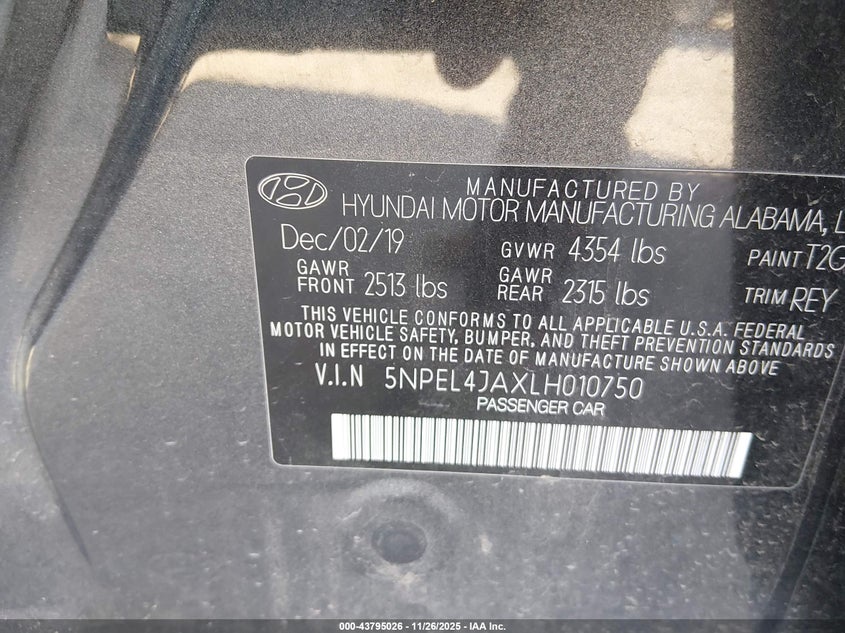 MANUFACTURED BY
HYUNDAI MOTOR MANUFACTURING ALABAMA, L
Dec/02/19 GVWR 4354 lbs PAINT T2G
GAWR FRONT 2513 lbs GAWR REAR 2315 lbs TRIM REY
THIS VEHICLE CONFORMS TO ALL APPLICABLE U.S.A. FEDERAL
MOTOR VEHICLE SAFETY, BUMPER, AND THEFT PREVENTION STANDARDS
IN EFFECT ON THE DATE OF MANUFACTURE SHOWN ABOVE
V.I.N 5NPEL4JAXLH010750
PASSENGER CAR
000-43795026 - 11/26/2025 - IAA Inc.